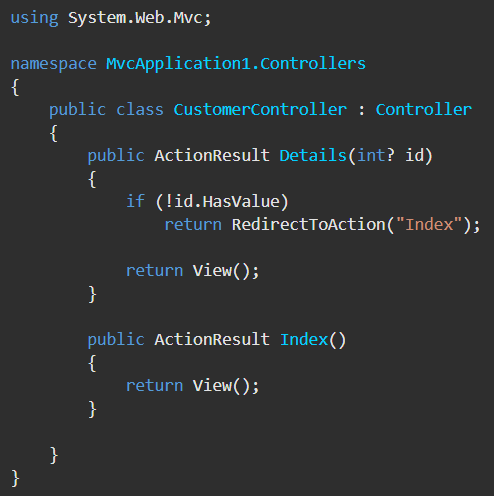 using System.Web.Mvc;
namespace MvcApplication1.Controllers
{
public class CustomerController : Controller
{
public ActionResult Details(int? id)
{
if (!id.HasValue)
return RedirectToAction("Index");
return View();
}
public ActionResult Index()
{
return View();
}
}
}